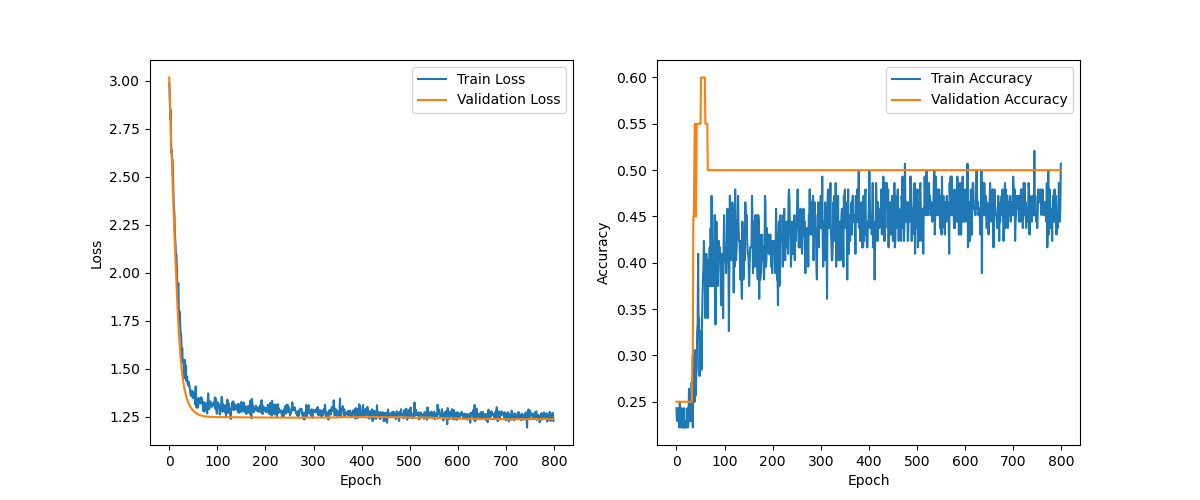 3.00
2.75
2.50
2.25
2.00
1.75
1.50
1.25
Loss
0 100 200 300 400 500 600 700 800
Epoch
Train Loss
Validation Loss
0.60
0.55
0.50
0.45
0.40
0.35
0.30
0.25
Accuracy
0 100 200 300 400 500 600 700 800
Epoch
Train Accuracy
Validation Accuracy